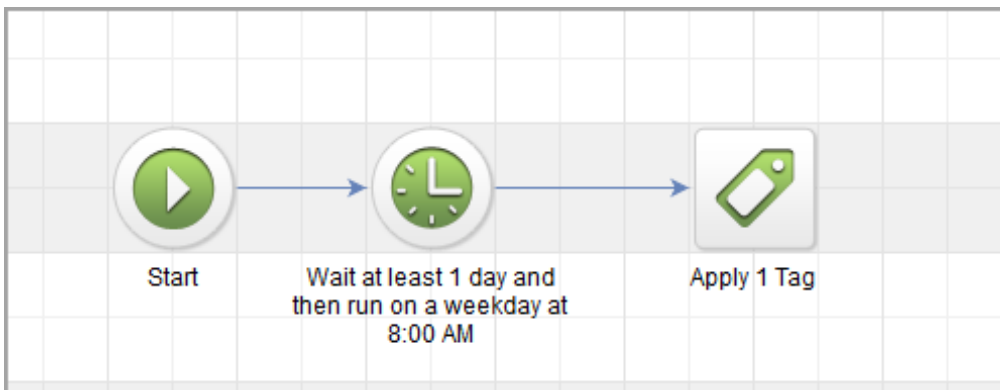 Start
Wait at least 1 day and
then run on a weekday at
8:00 AM
Apply 1 Tag